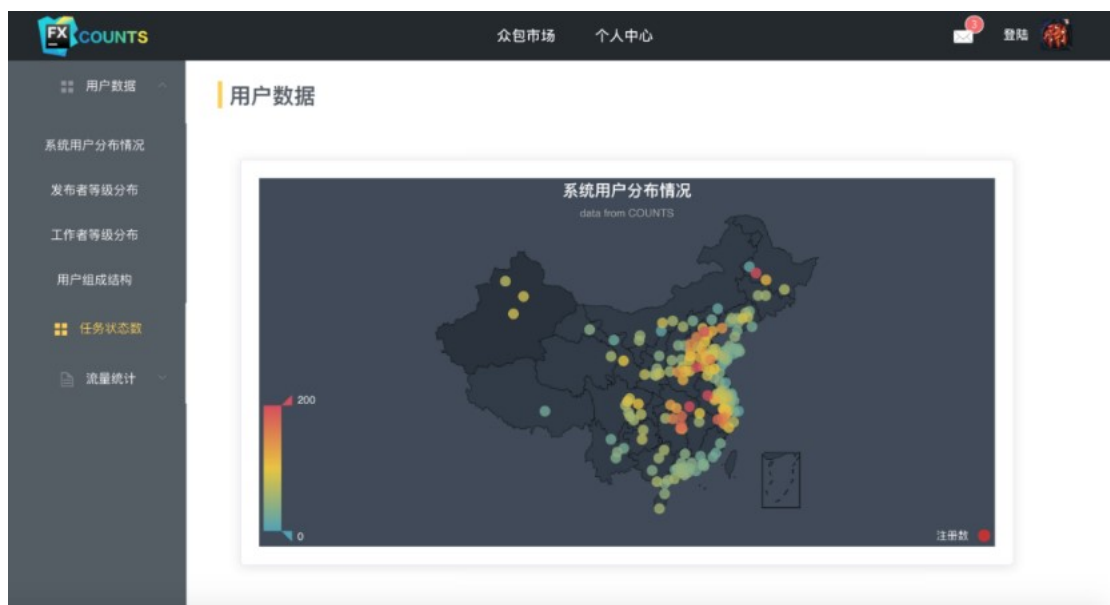 FX COUNTS
众包市场
个人中心
3
登陆
用户数据
系统用户分布情况
发布者等级分布
工作者等级分布
用户组成结构
任务状态数
流量统计
用户数据
系统用户分布情况
data from COUNTS
200
0
注册数